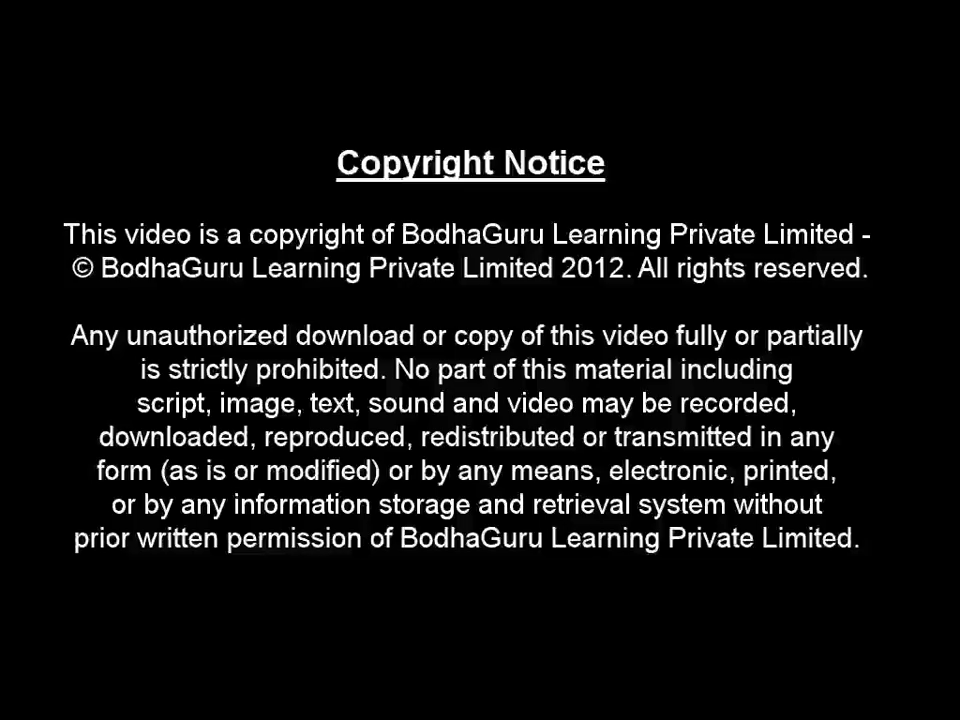 Copyright Notice
This video is a copyright of BodhaGuru Learning Private Limited -
© BodhaGuru Learning Private Limited 2012. All rights reserved.
Any unauthorized download or copy of this video fully or partially
is strictly prohibited. No part of this material including
script, image, text, sound and video may be recorded,
downloaded, reproduced, redistributed or transmitted in any
form (as is or modified) or by any means, electronic, printed,
or by any information storage and retrieval system without
prior written permission of BodhaGuru Learning Private Limited.